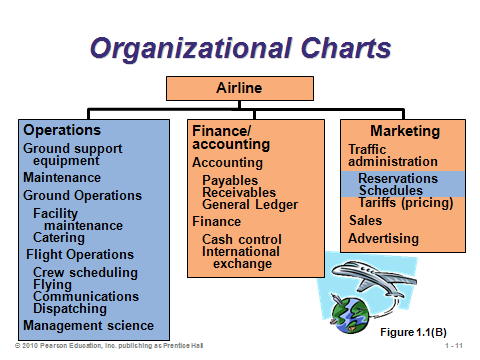 Organizational Charts
Airline
Operations
Ground support
equipment
Maintenance
Ground Operations
Facility
maintenance
Catering
Flight Operations
Crew scheduling
Flying
Communications
Dispatching
Management science
Finance/
accounting
Accounting
Payables
Receivables
General Ledger
Finance
Cash control
International
exchange
Marketing
Traffic
administration
Reservations
Schedules
Tariffs (pricing)
Sales
Advertising
Figure 1.1(B)
© 2010 Pearson Education, Inc. publishing as Prentice Hall
1 - 11